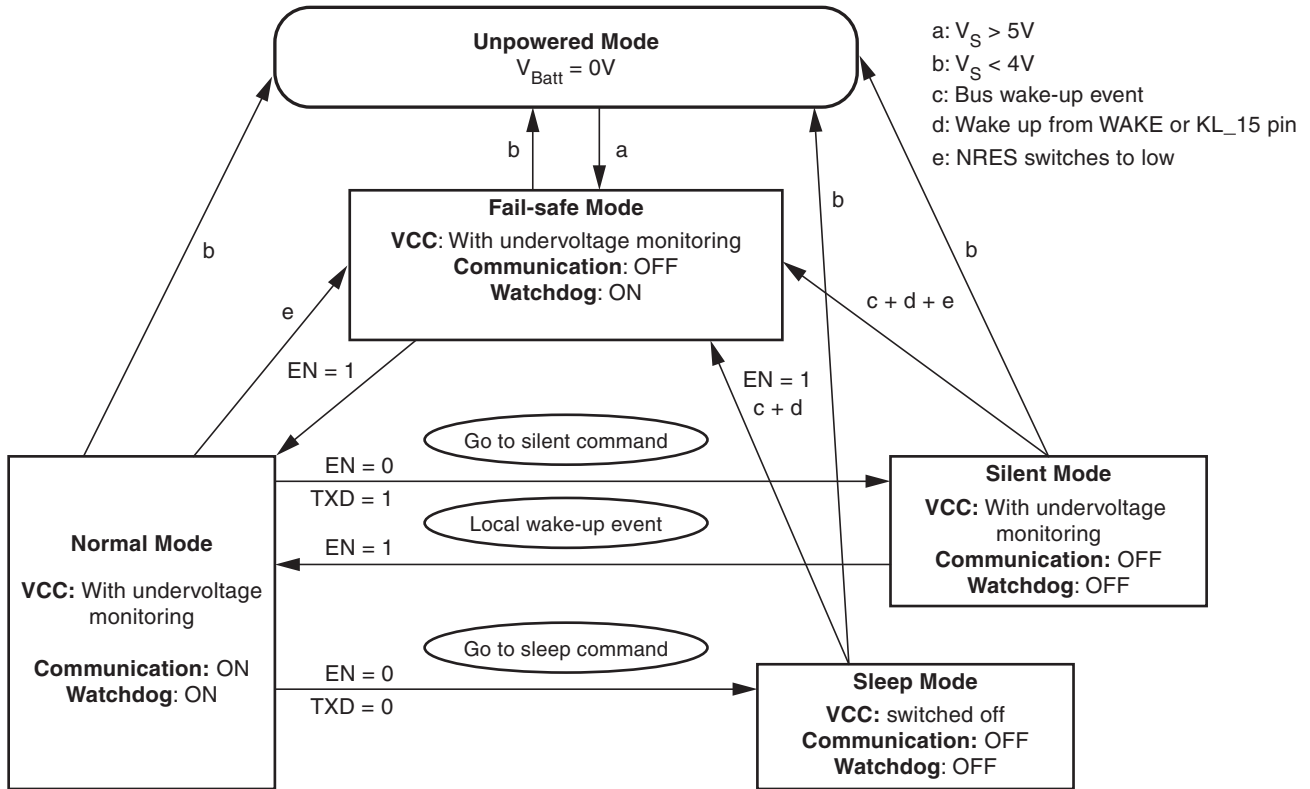 Unpowered Mode
V_Batt = 0V
a: V_S > 5V
b: V_S < 4V
c: Bus wake-up event
d: Wake up from WAKE or KL_15 pin
e: NRES switches to low
b
a
b
b
b
Fail-safe Mode
VCC: With undervoltage monitoring
Communication: OFF
Watchdog: ON
e
c + d + e
EN = 1
EN = 1
c + d
Go to silent command
EN = 0
TXD = 1
Local wake-up event
EN = 1
Go to sleep command
EN = 0
TXD = 0
Normal Mode
VCC: With undervoltage
monitoring
Communication: ON
Watchdog: ON
Silent Mode
VCC: With undervoltage
monitoring
Communication: OFF
Watchdog: OFF
Sleep Mode
VCC: switched off
Communication: OFF
Watchdog: OFF